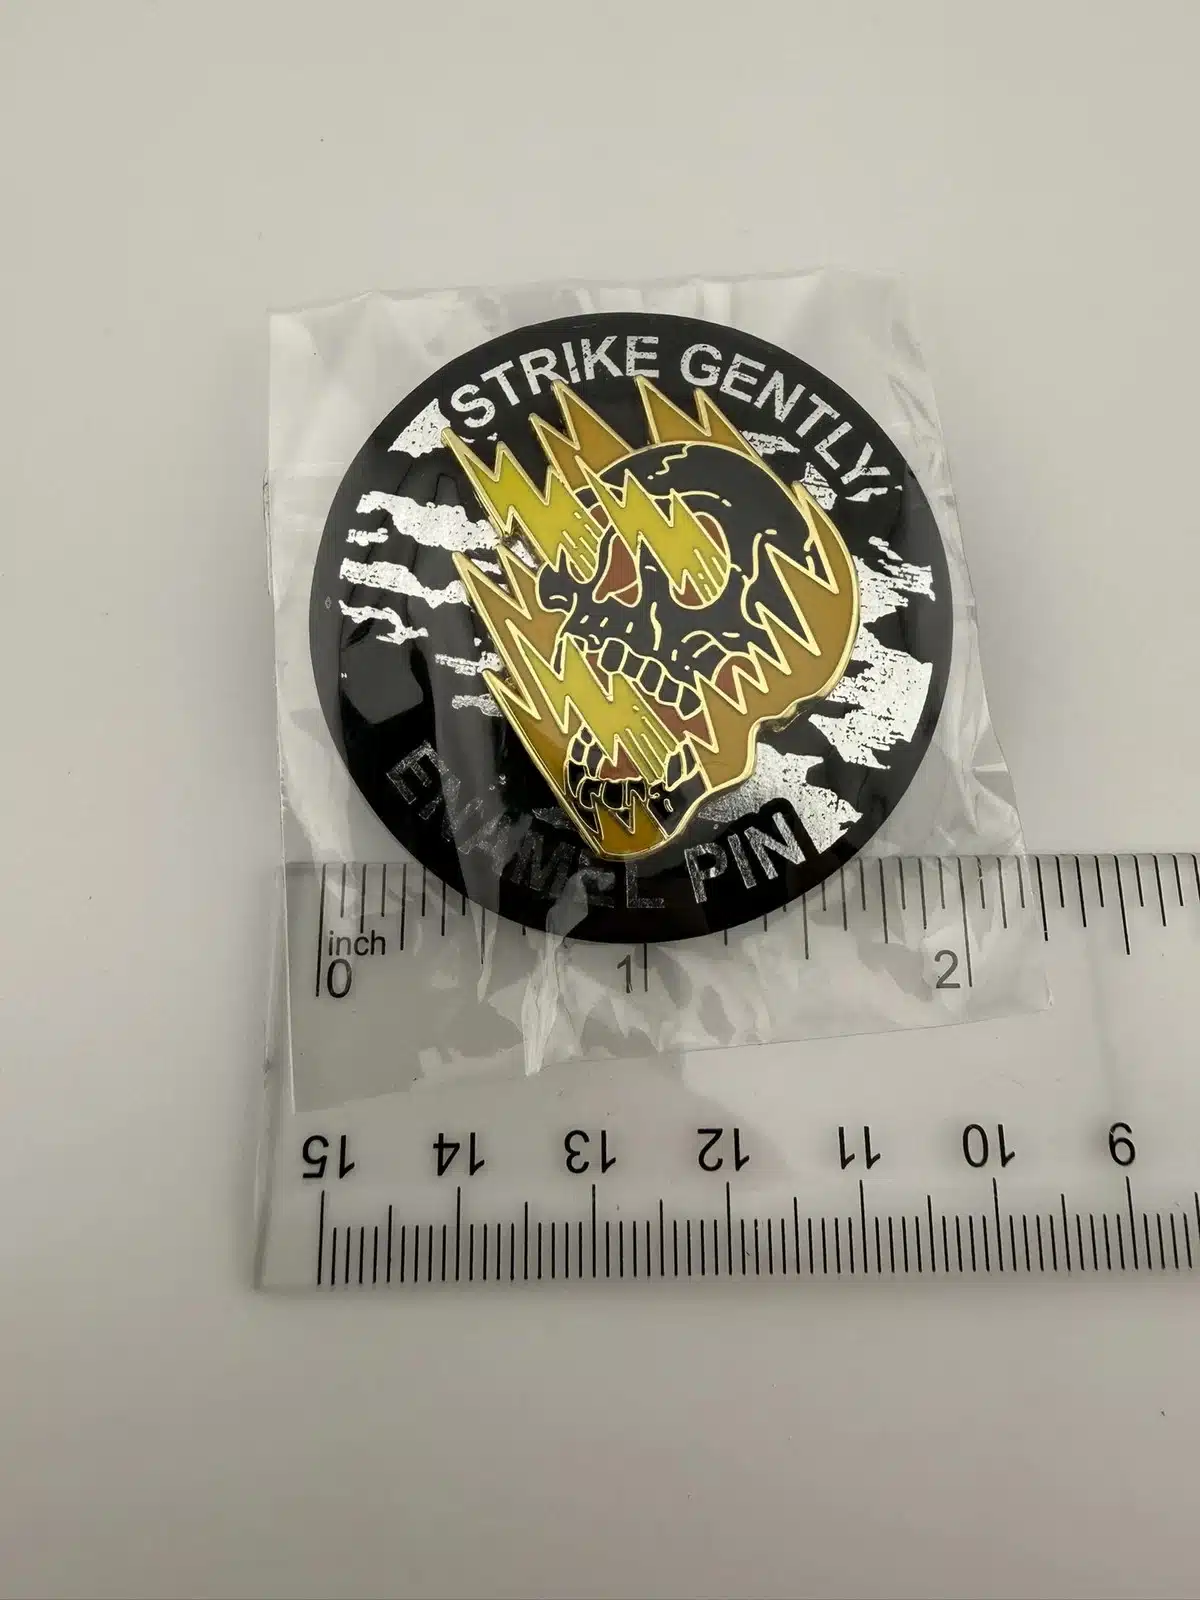 STRIKE GENTLY
ENAMEL PIN
inch
0 1 2
15 14 13 12 11 10 9